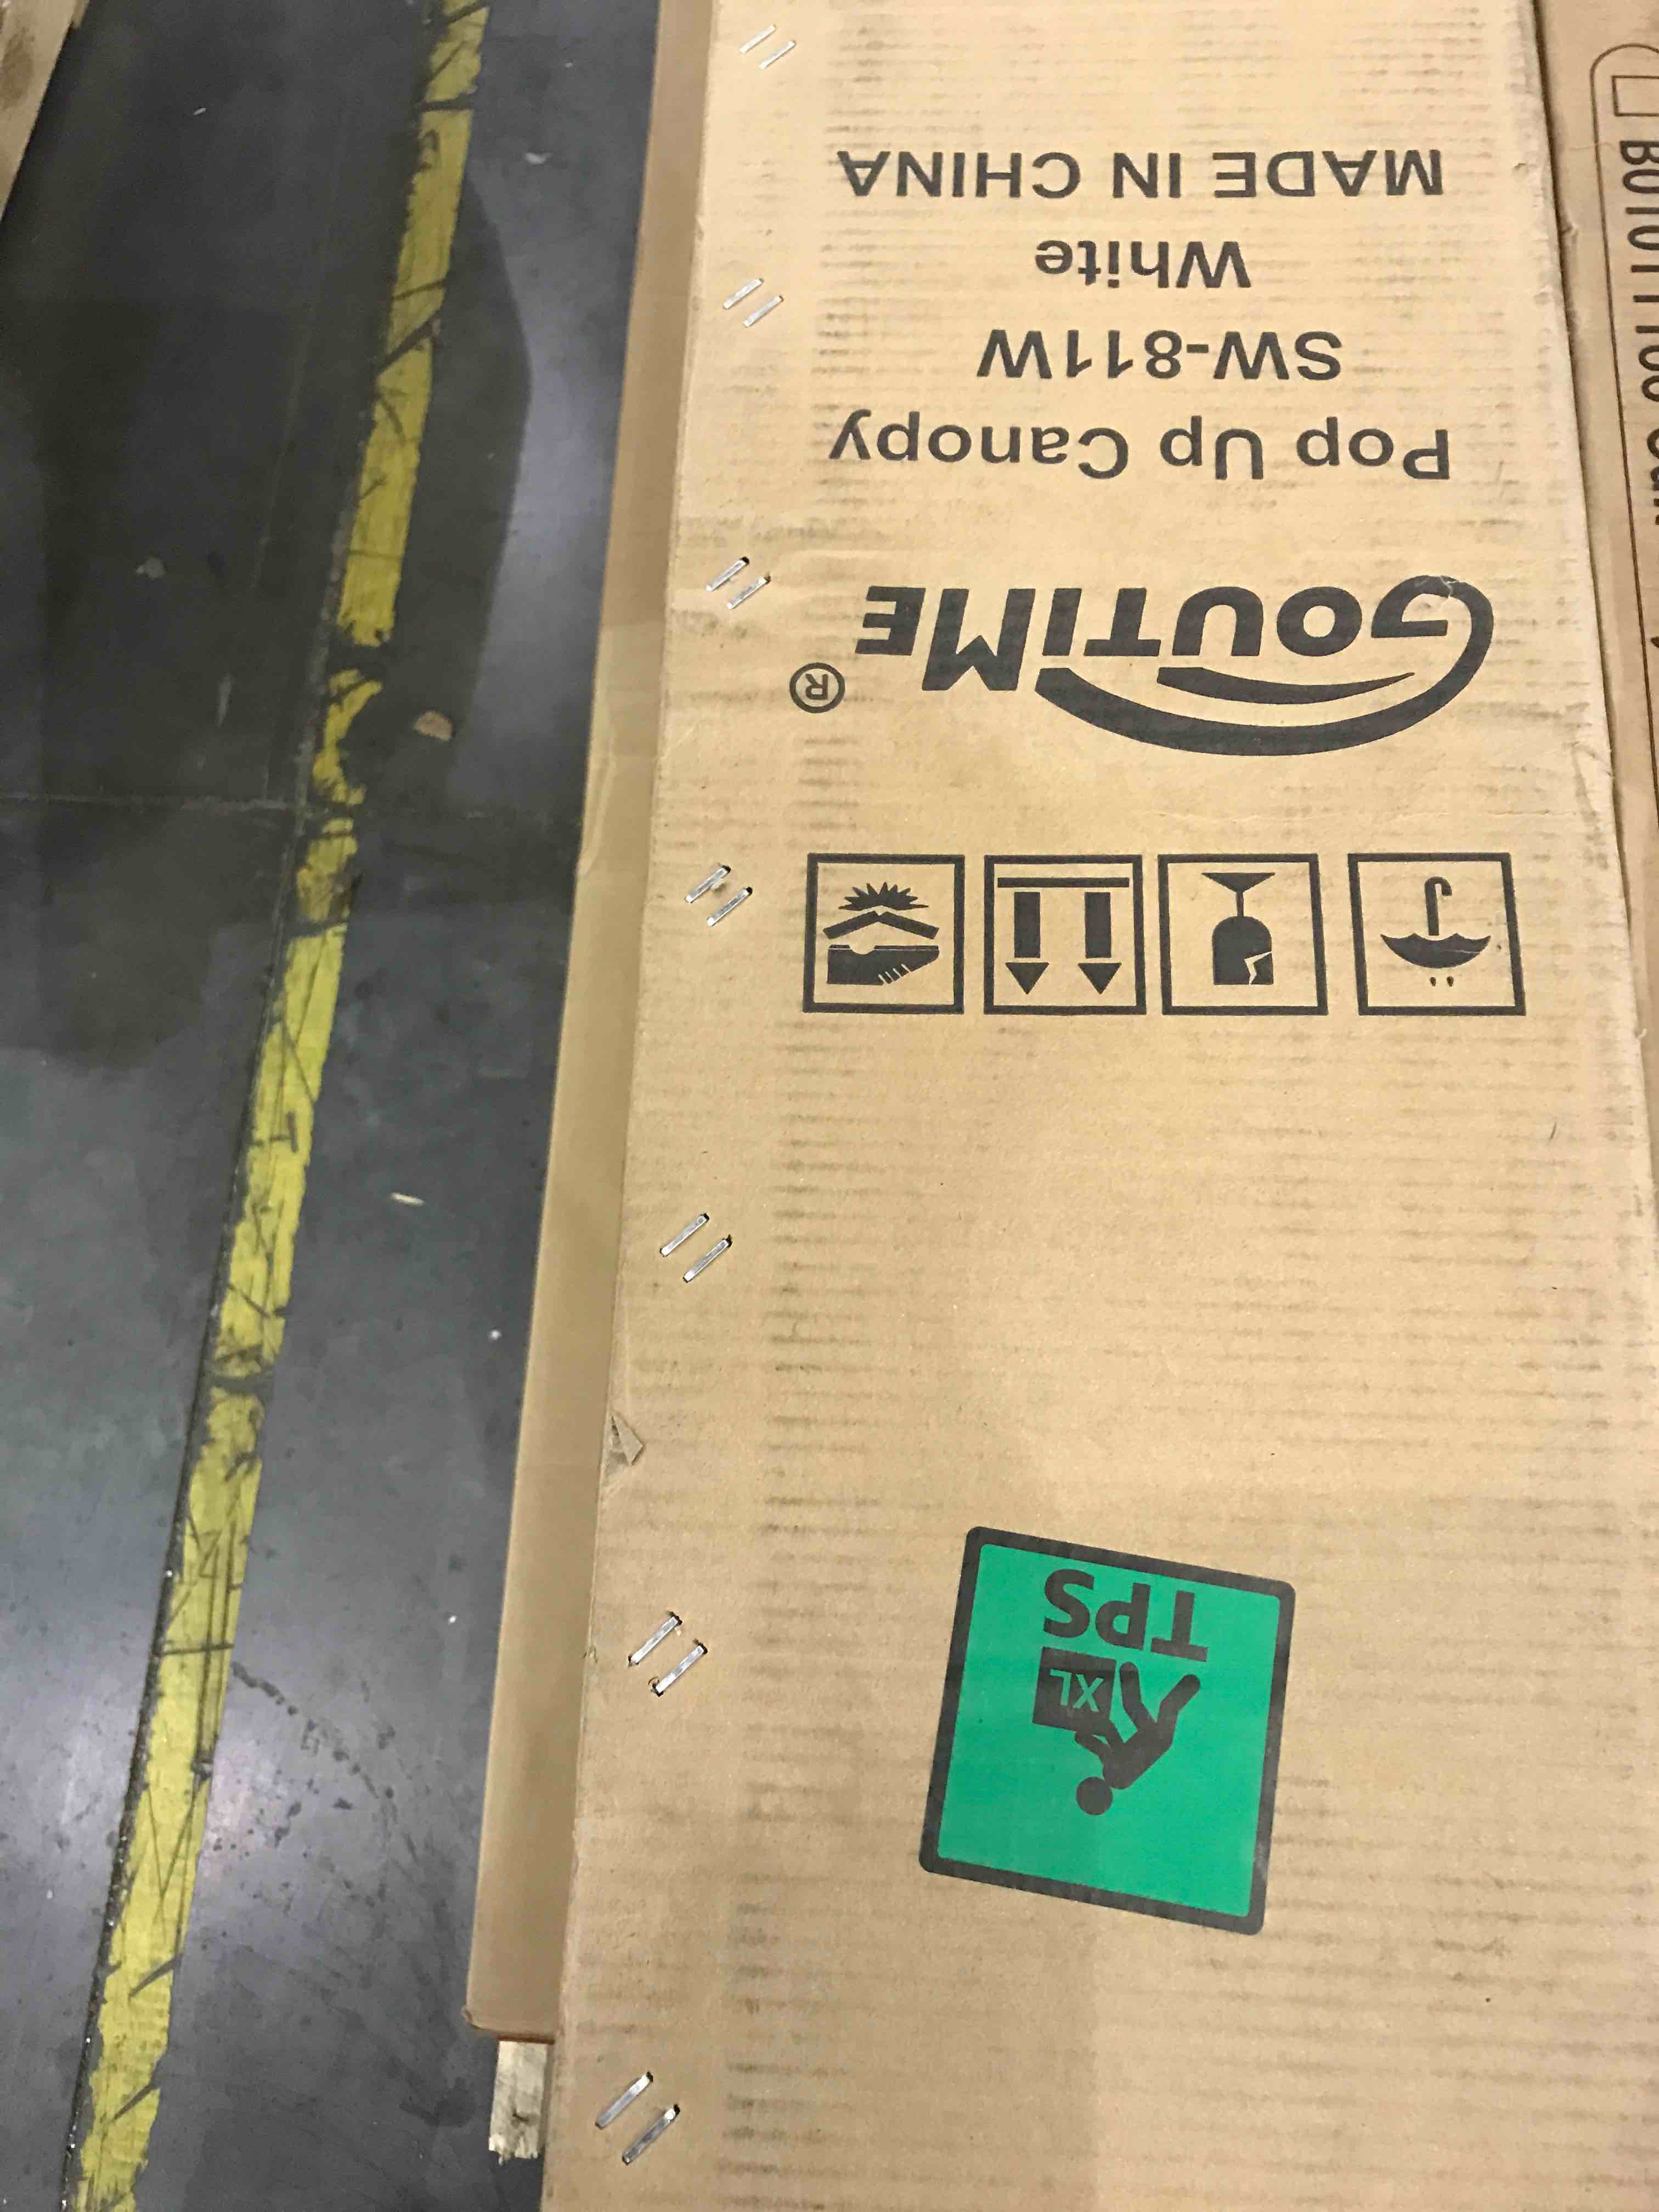 TPS
XL
GOUTIME®
Pop Up Canopy
SW-811W
White
MADE IN CHINA